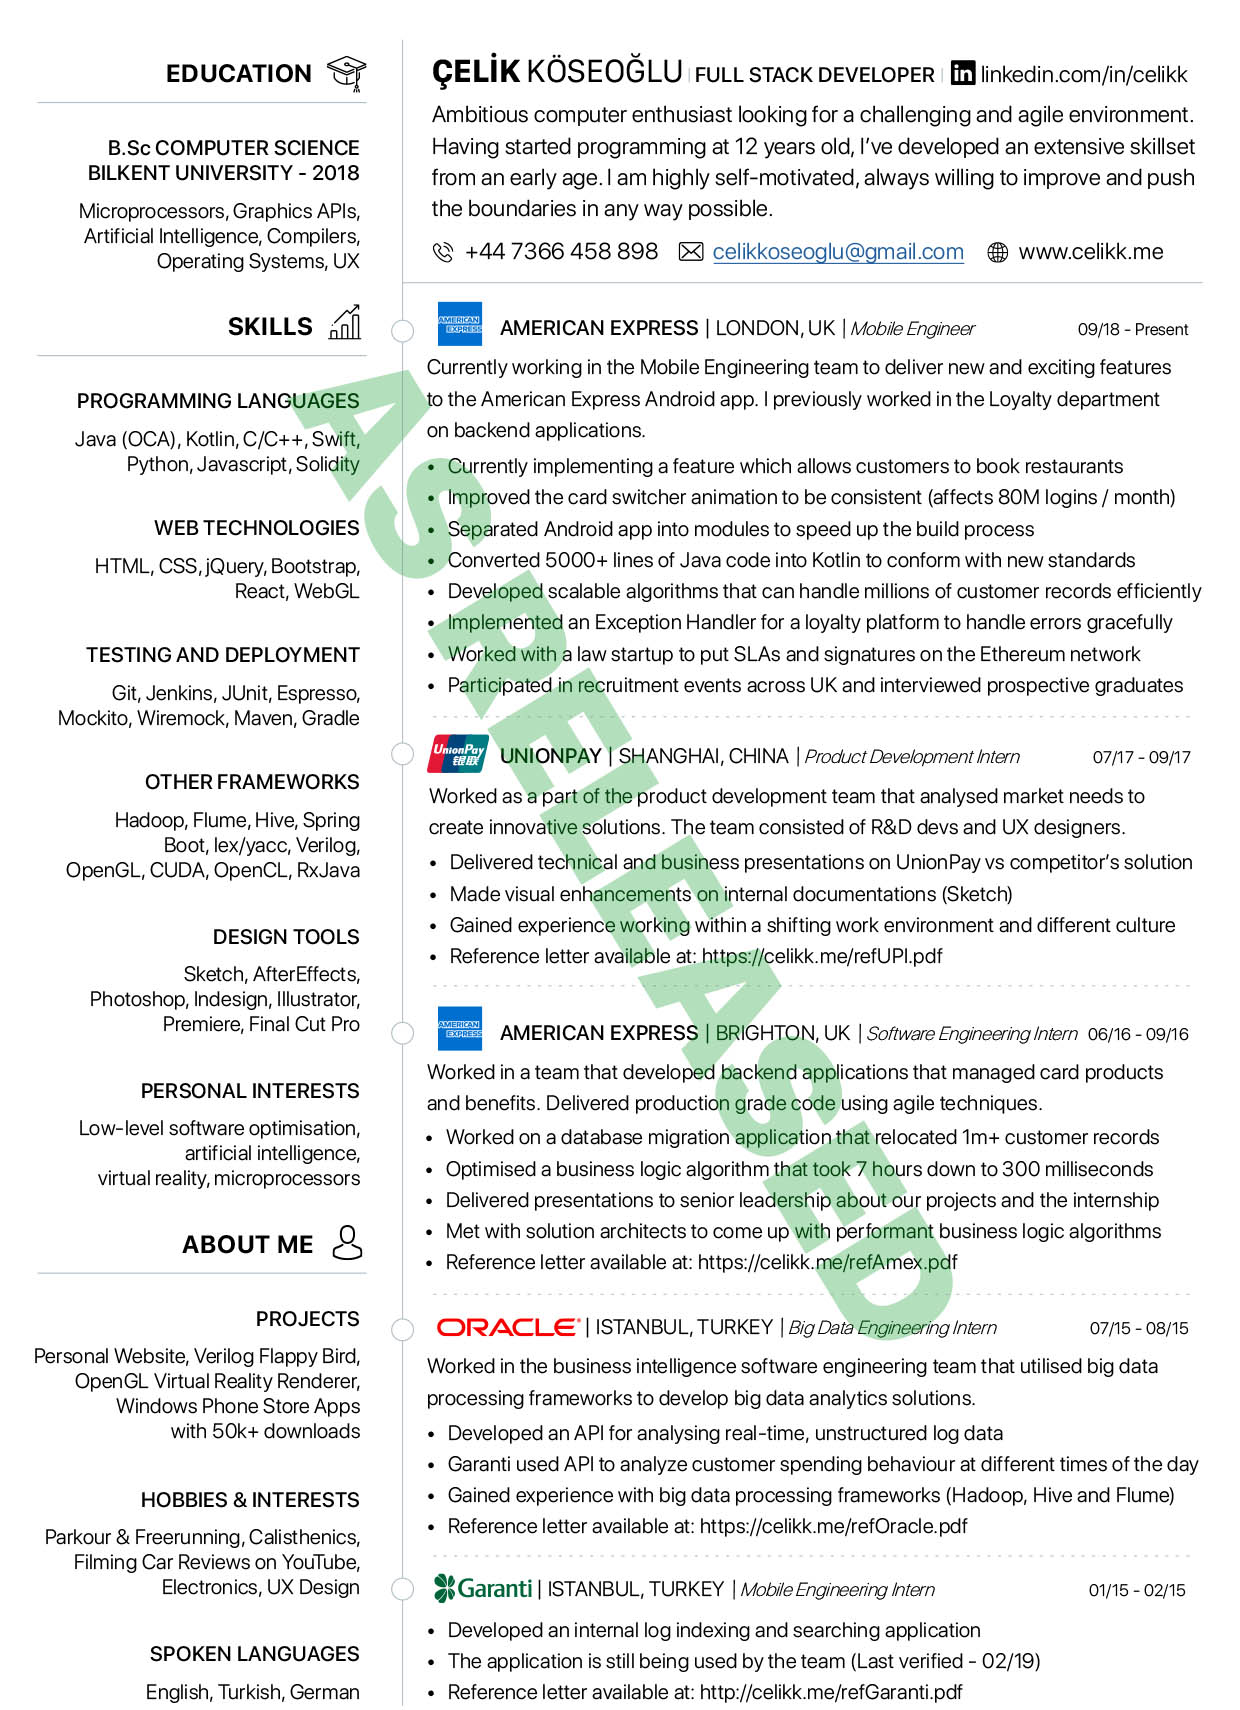 EDUCATION
B.Sc COMPUTER SCIENCE
BILKENT UNIVERSITY - 2018
Microprocessors, Graphics APIs,
Artificial Intelligence, Compilers,
Operating Systems, UX
SKILLS
PROGRAMMING LANGUAGES
Java (OCA), Kotlin, C/C++, Swift,
Python, Javascript, Solidity
WEB TECHNOLOGIES
HTML, CSS, jQuery, Bootstrap,
React, WebGL
TESTING AND DEPLOYMENT
Git, Jenkins, JUnit, Espresso,
Mockito, Wiremock, Maven, Gradle
OTHER FRAMEWORKS
Hadoop, Flume, Hive, Spring
Boot, lex/yacc, Verilog,
OpenGL, CUDA, OpenCL, RxJava
DESIGN TOOLS
Sketch, AfterEffects,
Photoshop, Indesign, Illustrator,
Premiere, Final Cut Pro
PERSONAL INTERESTS
Low-level software optimisation,
artificial intelligence,
virtual reality, microprocessors
ABOUT ME
PROJECTS
Personal Website, Verilog Flappy Bird,
OpenGL Virtual Reality Renderer,
Windows Phone Store Apps
with 50k+ downloads
HOBBIES & INTERESTS
Parkour & Freerunning, Calisthenics,
Filming Car Reviews on YouTube,
Electronics, UX Design
SPOKEN LANGUAGES
English, Turkish, German
ÇELİK KÖSEOĞLU | FULL STACK DEVELOPER | in linkedin.com/in/celikk
Ambitious computer enthusiast looking for a challenging and agile environment.
Having started programming at 12 years old, I've developed an extensive skillset
from an early age. I am highly self-motivated, always willing to improve and push
the boundaries in any way possible.
+44 7366 458 898 celikkoseoglu@gmail.com www.celikk.me
AMERICAN EXPRESS AMERICAN EXPRESS | LONDON, UK | Mobile Engineer 09/18 - Present
Currently working in the Mobile Engineering team to deliver new and exciting features
to the American Express Android app. I previously worked in the Loyalty department
on backend applications.
• Currently implementing a feature which allows customers to book restaurants
• Improved the card switcher animation to be consistent (affects 80M logins / month)
• Separated Android app into modules to speed up the build process
• Converted 5000+ lines of Java code into Kotlin to conform with new standards
• Developed scalable algorithms that can handle millions of customer records efficiently
• Implemented an Exception Handler for a loyalty platform to handle errors gracefully
• Worked with a law startup to put SLAs and signatures on the Ethereum network
• Participated in recruitment events across UK and interviewed prospective graduates
UnionPay 银联 UNIONPAY | SHANGHAI, CHINA | Product Development Intern 07/17 - 09/17
Worked as a part of the product development team that analysed market needs to
create innovative solutions. The team consisted of R&D devs and UX designers.
• Delivered technical and business presentations on UnionPay vs competitor's solution
• Made visual enhancements on internal documentations (Sketch)
• Gained experience working within a shifting work environment and different culture
• Reference letter available at: https://celikk.me/refUPI.pdf
AMERICAN EXPRESS AMERICAN EXPRESS | BRIGHTON, UK | Software Engineering Intern 06/16 - 09/16
Worked in a team that developed backend applications that managed card products
and benefits. Delivered production grade code using agile techniques.
• Worked on a database migration application that relocated 1m+ customer records
• Optimised a business logic algorithm that took 7 hours down to 300 milliseconds
• Delivered presentations to senior leadership about our projects and the internship
• Met with solution architects to come up with performant business logic algorithms
• Reference letter available at: https://celikk.me/refAmex.pdf
ORACLE | ISTANBUL, TURKEY | Big Data Engineering Intern 07/15 - 08/15
Worked in the business intelligence software engineering team that utilised big data
processing frameworks to develop big data analytics solutions.
• Developed an API for analysing real-time, unstructured log data
• Garanti used API to analyze customer spending behaviour at different times of the day
• Gained experience with big data processing frameworks (Hadoop, Hive and Flume)
• Reference letter available at: https://celikk.me/refOracle.pdf
Garanti | ISTANBUL, TURKEY | Mobile Engineering Intern 01/15 - 02/15
• Developed an internal log indexing and searching application
• The application is still being used by the team (Last verified - 02/19)
• Reference letter available at: http://celikk.me/refGaranti.pdf
AS RELEASED